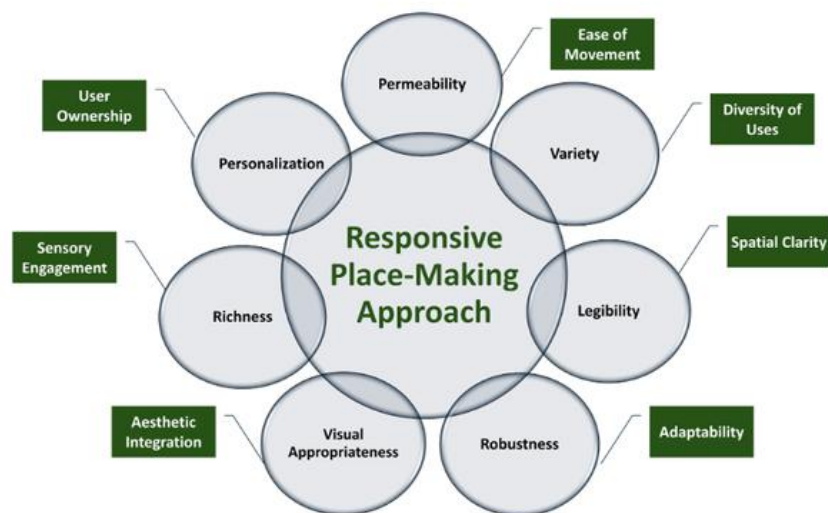 Ease of
Movement
Permeability
User
Ownership
Diversity of
Uses
Personalization
Variety
Responsive
Place-Making
Approach
Sensory
Engagement
Spatial Clarity
Richness
Legibility
Aesthetic
Integration
Visual
Appropriateness
Robustness
Adaptability